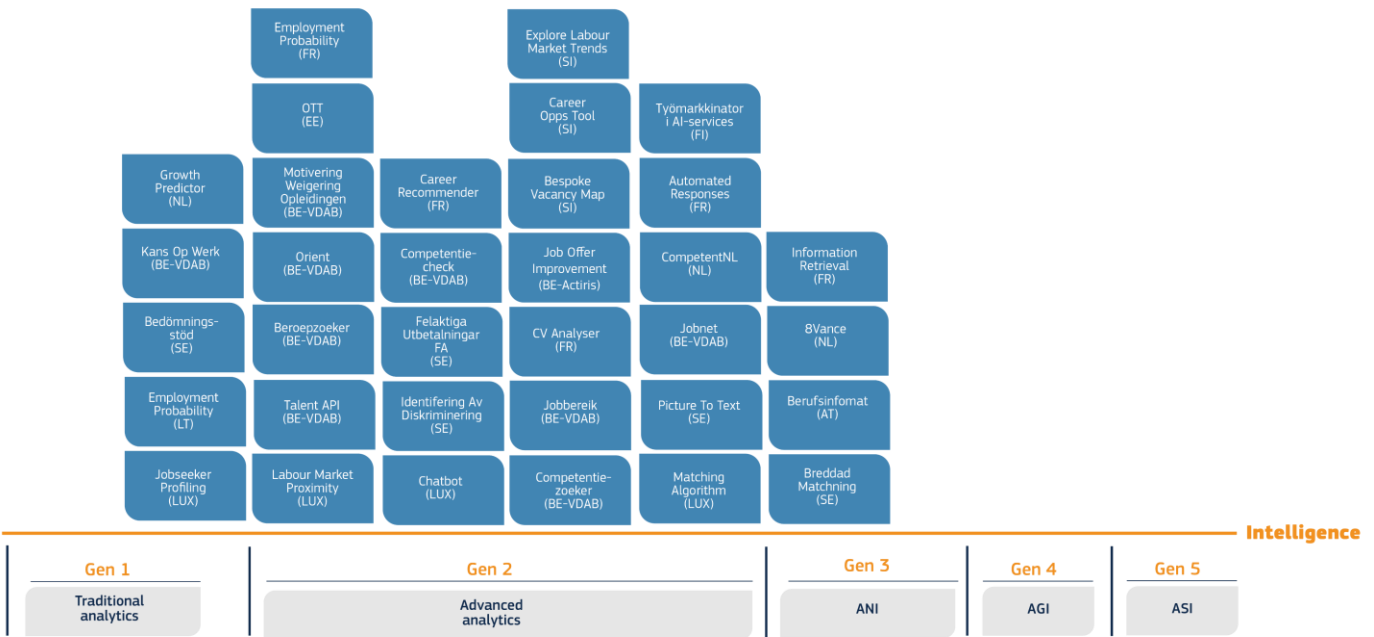 Employment
Probability
(FR)
Explore Labour
Market Trends
(SI)
OTT
(EE)
Career
Opps Tool
(SI)
Työmarkkinator
i AI-services
(FI)
Growth
Predictor
(NL)
Motivering
Weigering
Opleidingen
(BE-VDAB)
Career
Recommender
(FR)
Bespoke
Vacancy Map
(SI)
Automated
Responses
(FR)
Kans Op Werk
(BE-VDAB)
Orient
(BE-VDAB)
Competentie-
check
(BE-VDAB)
Job Offer
Improvement
(BE-Actiris)
CompetentNL
(NL)
Information
Retrieval
(FR)
Bedömnings-
stöd
(SE)
Beroepzoeker
(BE-VDAB)
Felaktiga
Utbetalningar
FA
(SE)
CV Analyser
(FR)
Jobnet
(BE-VDAB)
8Vance
(NL)
Employment
Probability
(LT)
Talent API
(BE-VDAB)
Identifering Av
Diskriminering
(SE)
Jobbereik
(BE-VDAB)
Picture To Text
(SE)
Berufsinfomat
(AT)
Jobseeker
Profiling
(LUX)
Labour Market
Proximity
(LUX)
Chatbot
(LUX)
Competentie-
zoeker
(BE-VDAB)
Matching
Algorithm
(LUX)
Breddad
Matchning
(SE)
Intelligence
Gen 1
Traditional
analytics
Gen 2
Advanced
analytics
Gen 3
ANI
Gen 4
AGI
Gen 5
ASI